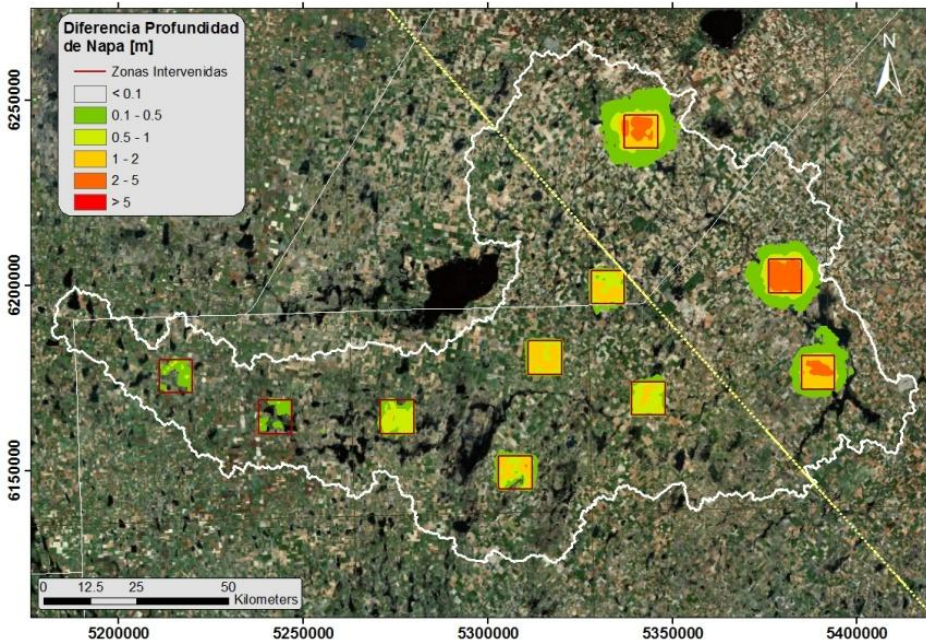 Diferencia Profundidad
de Napa [m]
Zonas Intervenidas
< 0.1
0.1 - 0.5
0.5 - 1
1 - 2
2 - 5
> 5
N
6250000
6200000
6150000
0 12.5 25 50
Kilometers
5200000 5250000 5300000 5350000 5400000